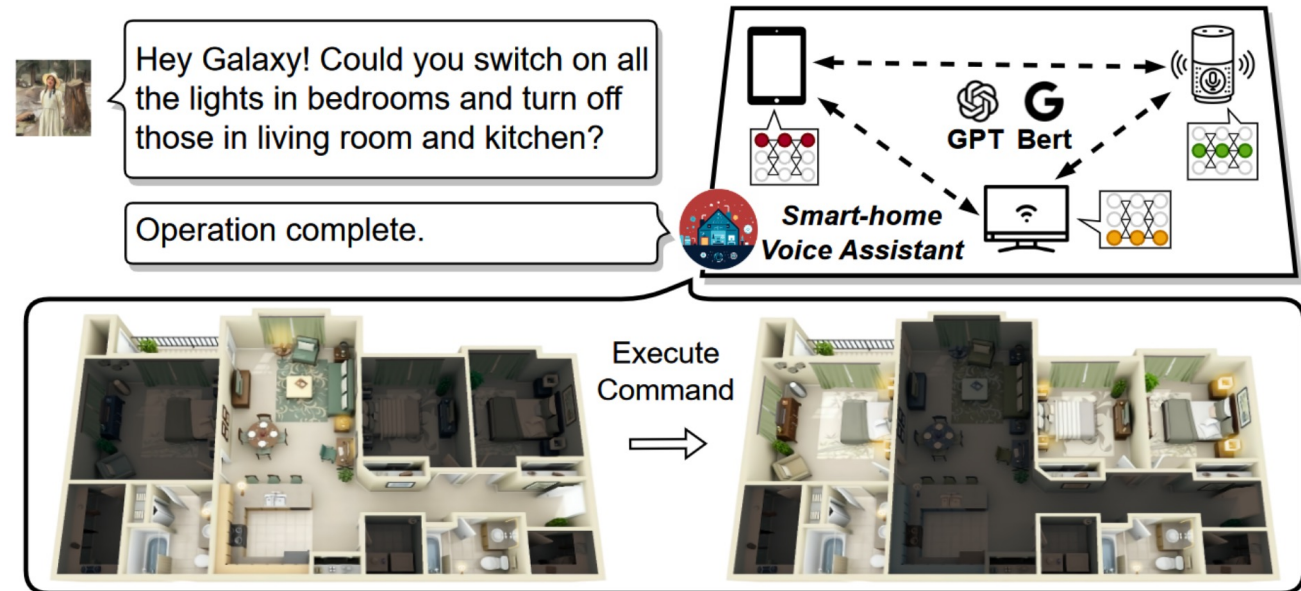 Hey Galaxy! Could you switch on all
the lights in bedrooms and turn off
those in living room and kitchen?
GPT Bert
Operation complete.
Smart-home
Voice Assistant
Execute
Command